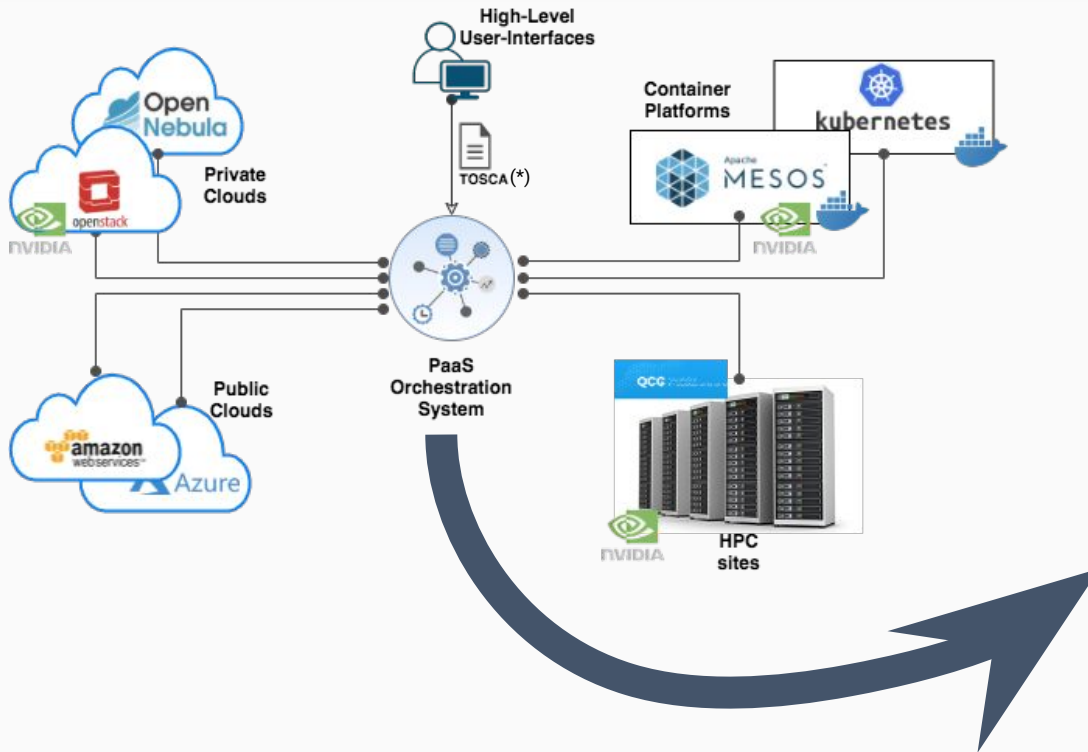 High-Level
User-Interfaces
Open
Nebula
Private
Clouds
openstack
nVIDIA
TOSCA(*)
Container
Platforms
kubernetes
Apache
MESOS
nVIDIA
PaaS
Orchestration
System
Public
Clouds
amazon
webservices™
Azure
QCG
nVIDIA
HPC
sites